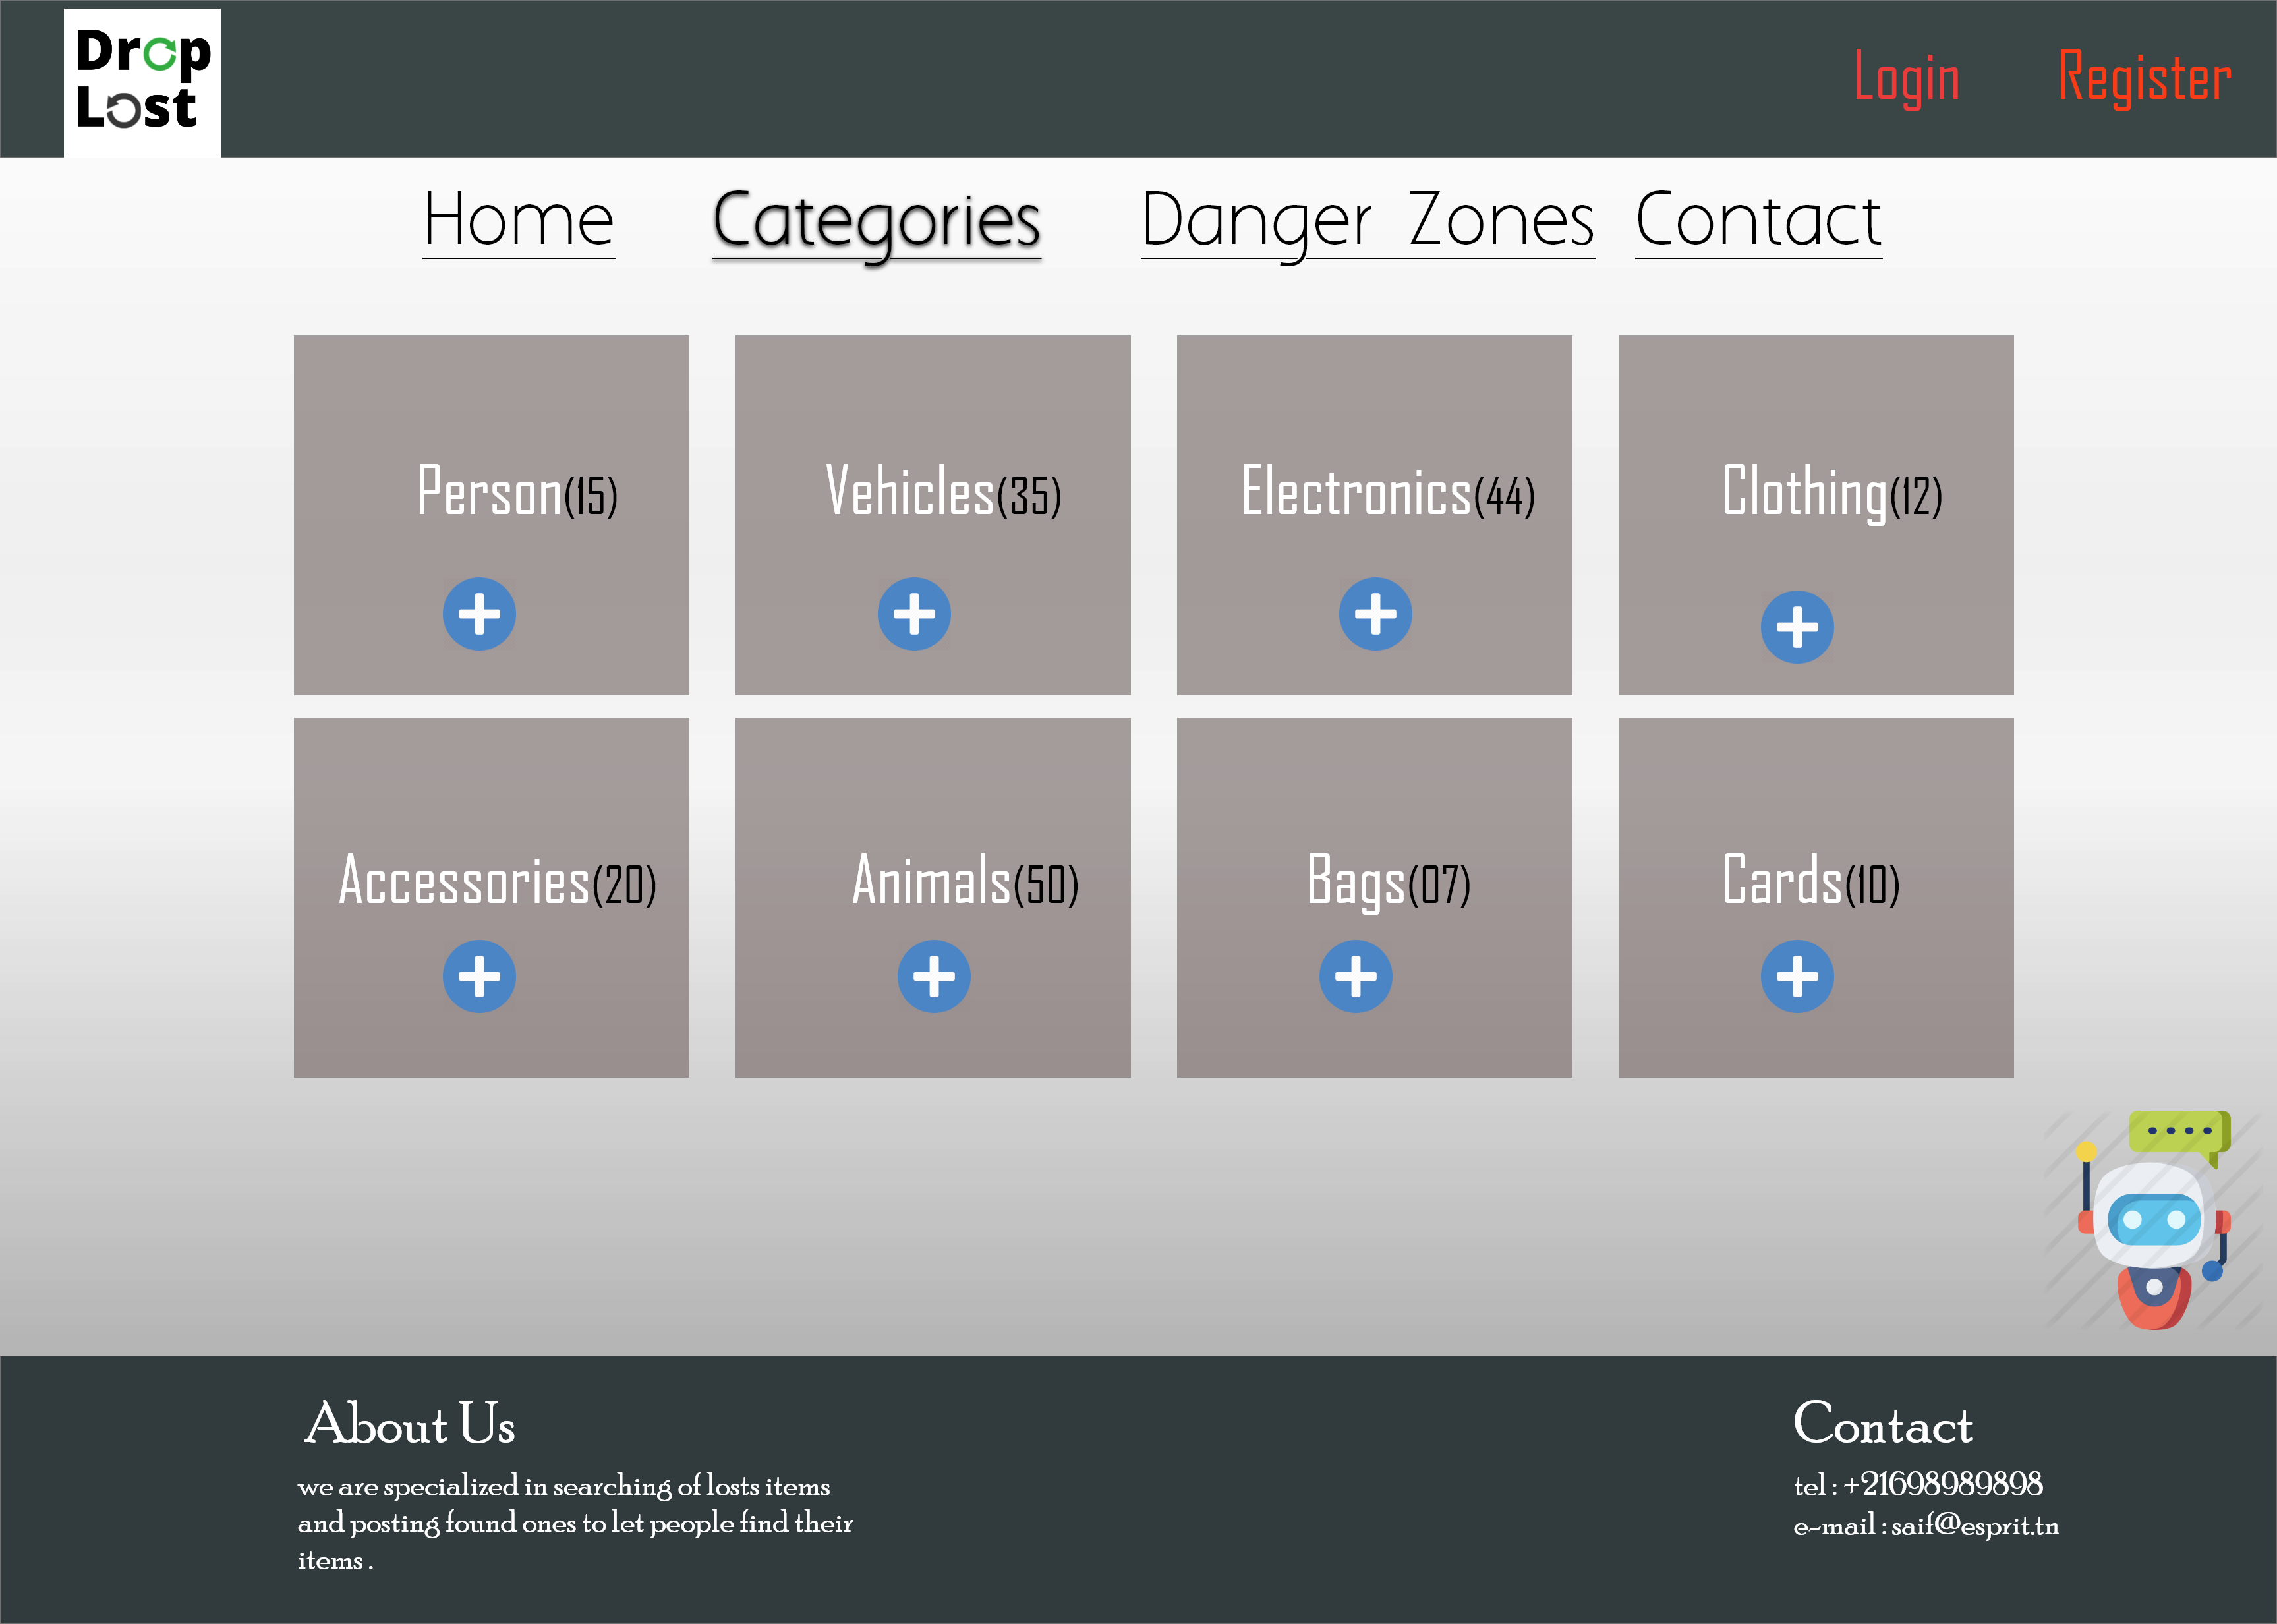 Drop
Lost
Login Register
Home Categories Danger Zones Contact
Person(15) Vehicles(35) Electronics(44) Clothing(12)
Accessories(20) Animals(50) Bags(07) Cards(10)
About Us
we are specialized in searching of losts items
and posting found ones to let people find their
items .
Contact
tel : +21698989898
e-mail : saif@esprit.tn